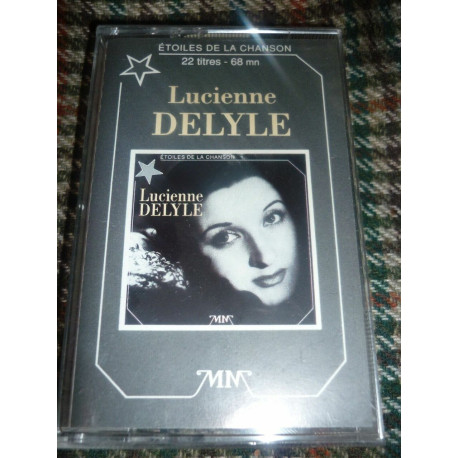 ÉTOILES DE LA CHANSON
22 titres - 68 mn
Lucienne
DELYLE
ÉTOILES DE LA CHANSON
Lucienne
DELYLE
MM
MM